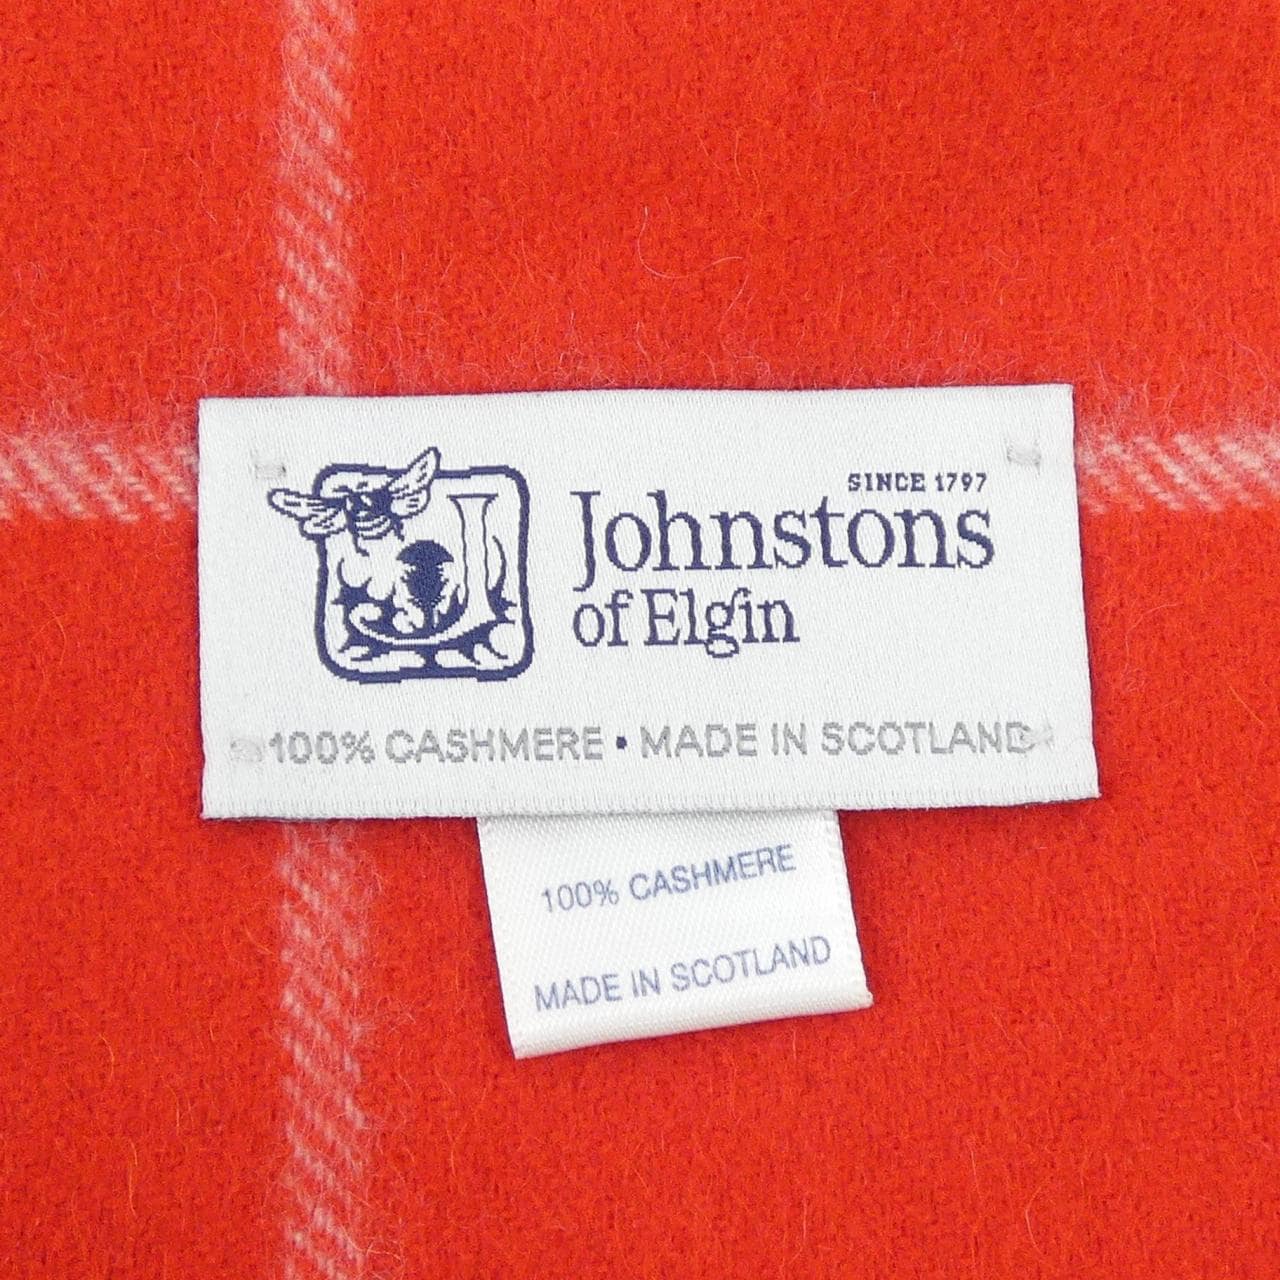 SINCE 1797
Johnstons
of Elgin
100% CASHMERE • MADE IN SCOTLAND
100% CASHMERE
MADE IN SCOTLAND